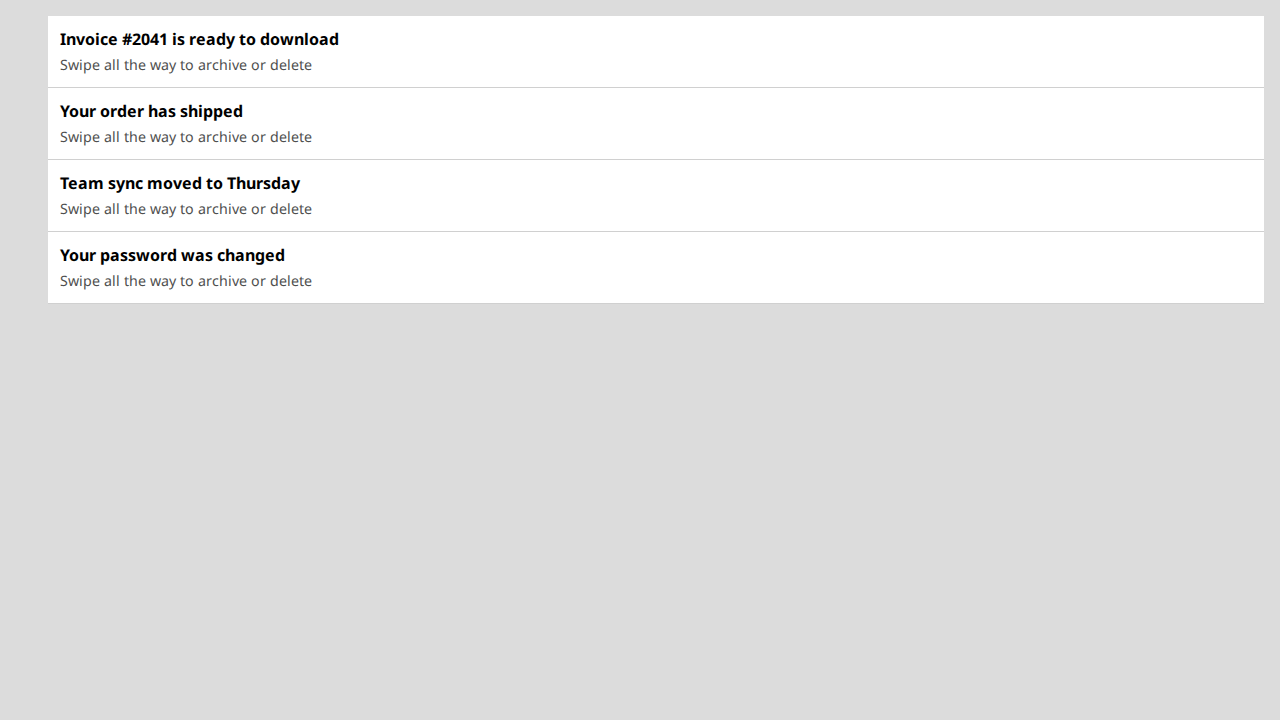 Invoice #2041 is ready to download
Swipe all the way to archive or delete
Your order has shipped
Swipe all the way to archive or delete
Team sync moved to Thursday
Swipe all the way to archive or delete
Your password was changed
Swipe all the way to archive or delete